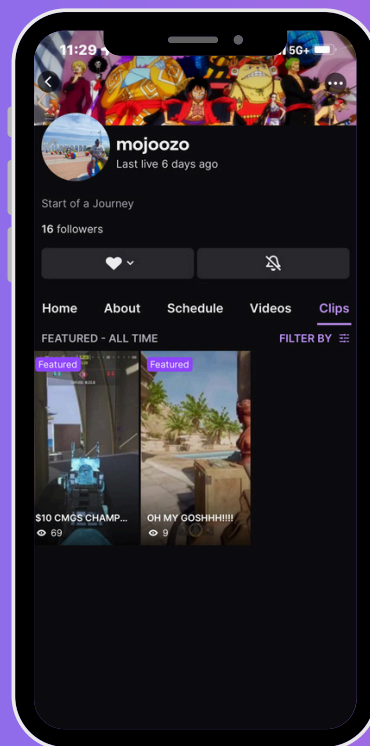 11:29
5G+
mojoozo
Last live 6 days ago
Start of a Journey
16 followers
Home About Schedule Videos Clips
FEATURED - ALL TIME FILTER BY
Featured Featured
$10 CMGS CHAMP... OH MY GOSHHH!!!!
69 9